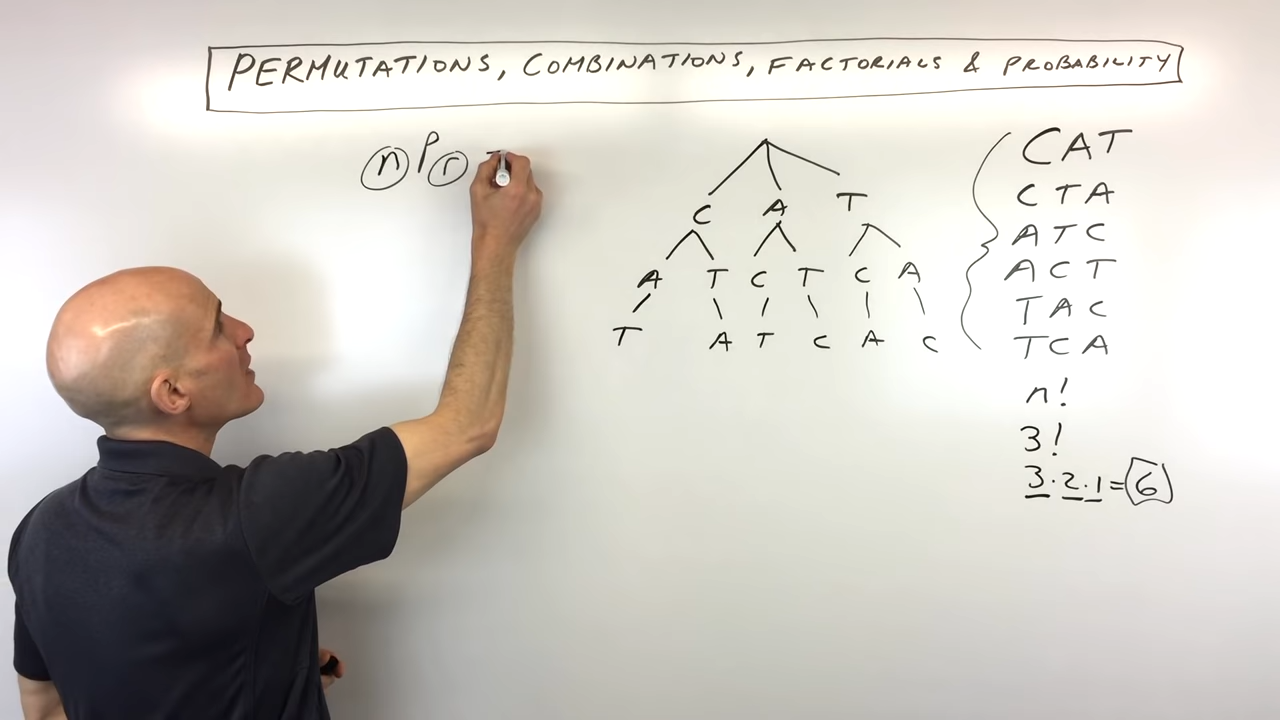 PERMUTATIONS, COMBINATIONS, FACTORIALS & PROBABILITY
nPr
C A T
A T C T C A
T A T C A C
CAT
CTA
ATC
ACT
TAC
TCA
n!
3!
3·2·1=6